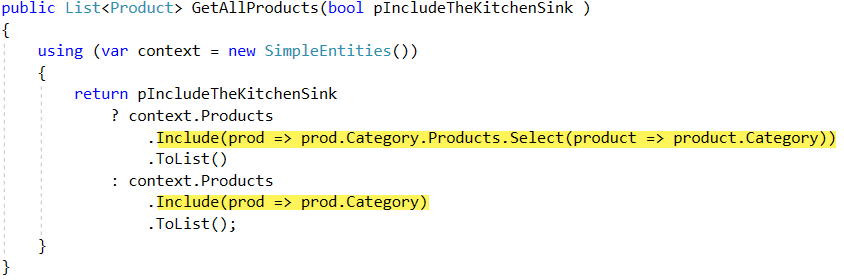 public List<Product> GetAllProducts(bool pIncludeTheKitchenSink )
{
    using (var context = new SimpleEntities())
    {
        return pIncludeTheKitchenSink
            ? context.Products
                .Include(prod => prod.Category.Products.Select(product => product.Category))
                .ToList()
            : context.Products
                .Include(prod => prod.Category)
                .ToList();
    }
}